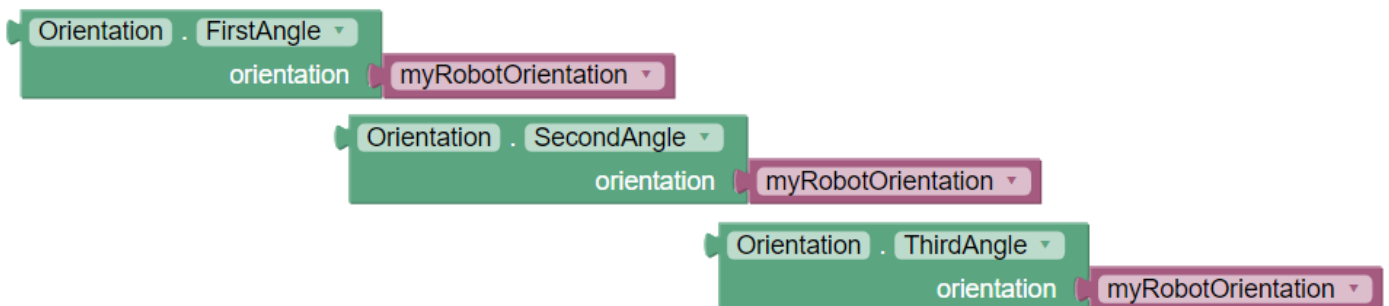 Orientation . FirstAngle
orientation myRobotOrientation
Orientation . SecondAngle
orientation myRobotOrientation
Orientation . ThirdAngle
orientation myRobotOrientation